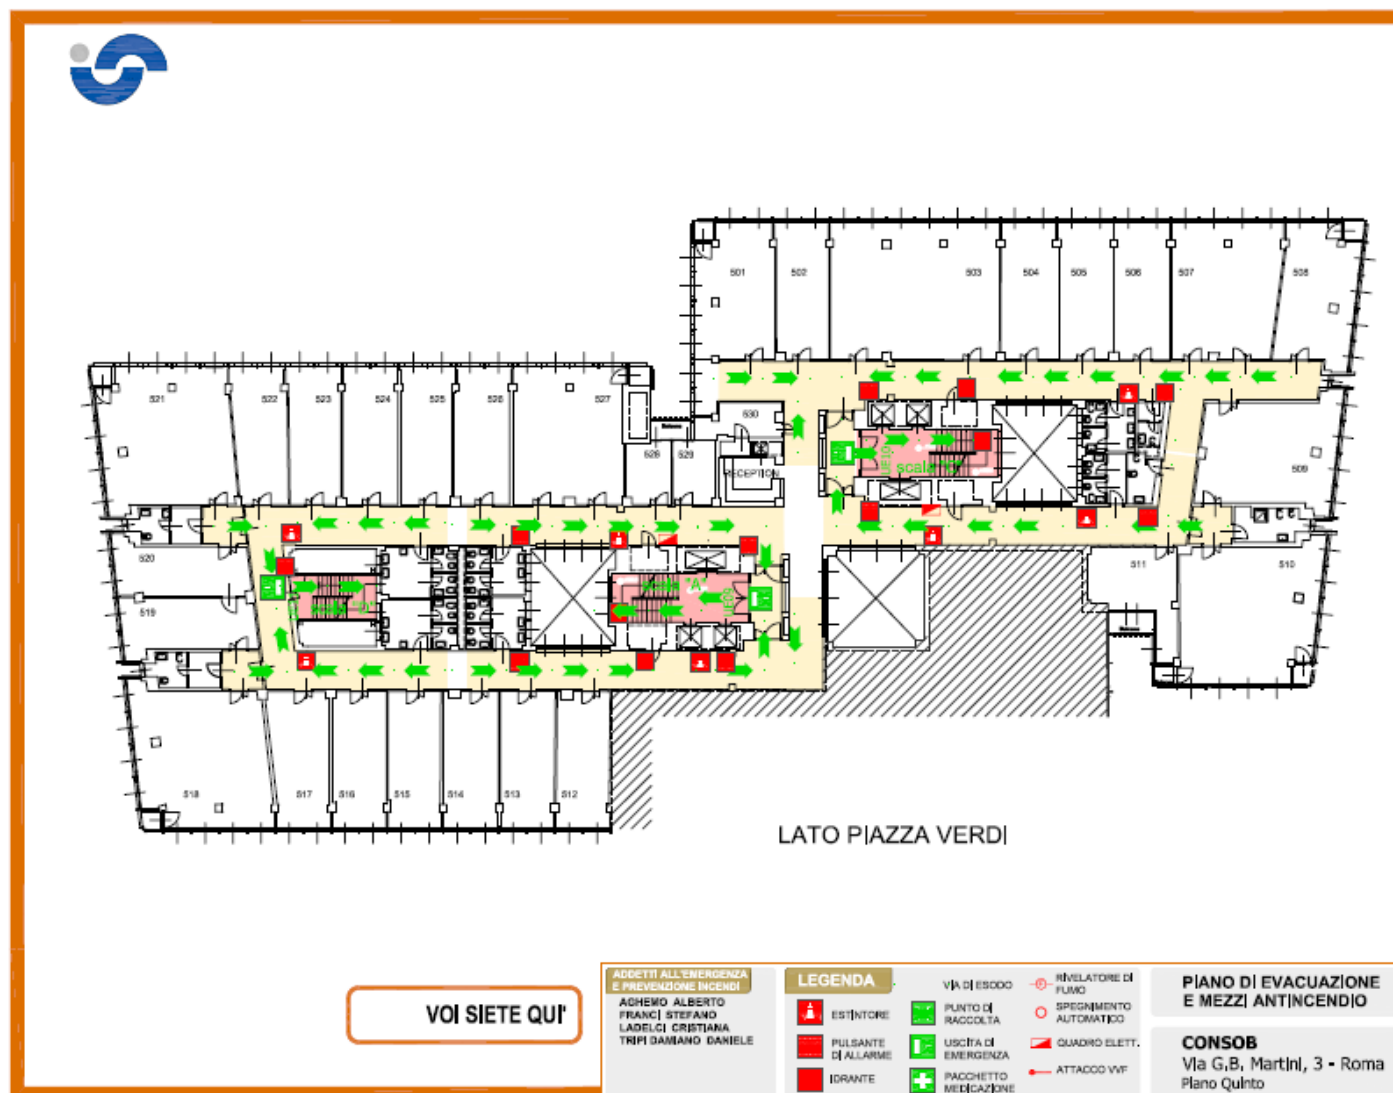 501
502
503
504
505
506
507
508
521
522
523
524
525
526
527
530
528
529
RECEPTION
UE10
scala
509
520
519
scala "A"
UE09
scala "D"
511
510
518
517
516
515
514
513
512
LATO PIAZZA VERDI
VOI SIETE QUI'
ADDETTI ALL'EMERGENZA
E PREVENZIONE INCENDI
AGHEMO ALBERTO
FRANCI STEFANO
LADELCI CRISTIANA
TRIPI DAMIANO DANIELE
LEGENDA
ESTINTORE
PULSANTE
DI ALLARME
IDRANTE
VIA DI ESODO
PUNTO DI
RACCOLTA
USCITA DI
EMERGENZA
PACCHETTO
MEDICAZIONE
RIVELATORE DI
FUMO
SPEGNIMENTO
AUTOMATICO
QUADRO ELETT.
ATTACCO VVF
PIANO DI EVACUAZIONE
E MEZZI ANTINCENDIO
CONSOB
Via G.B. Martini, 3 - Roma
Piano Quinto